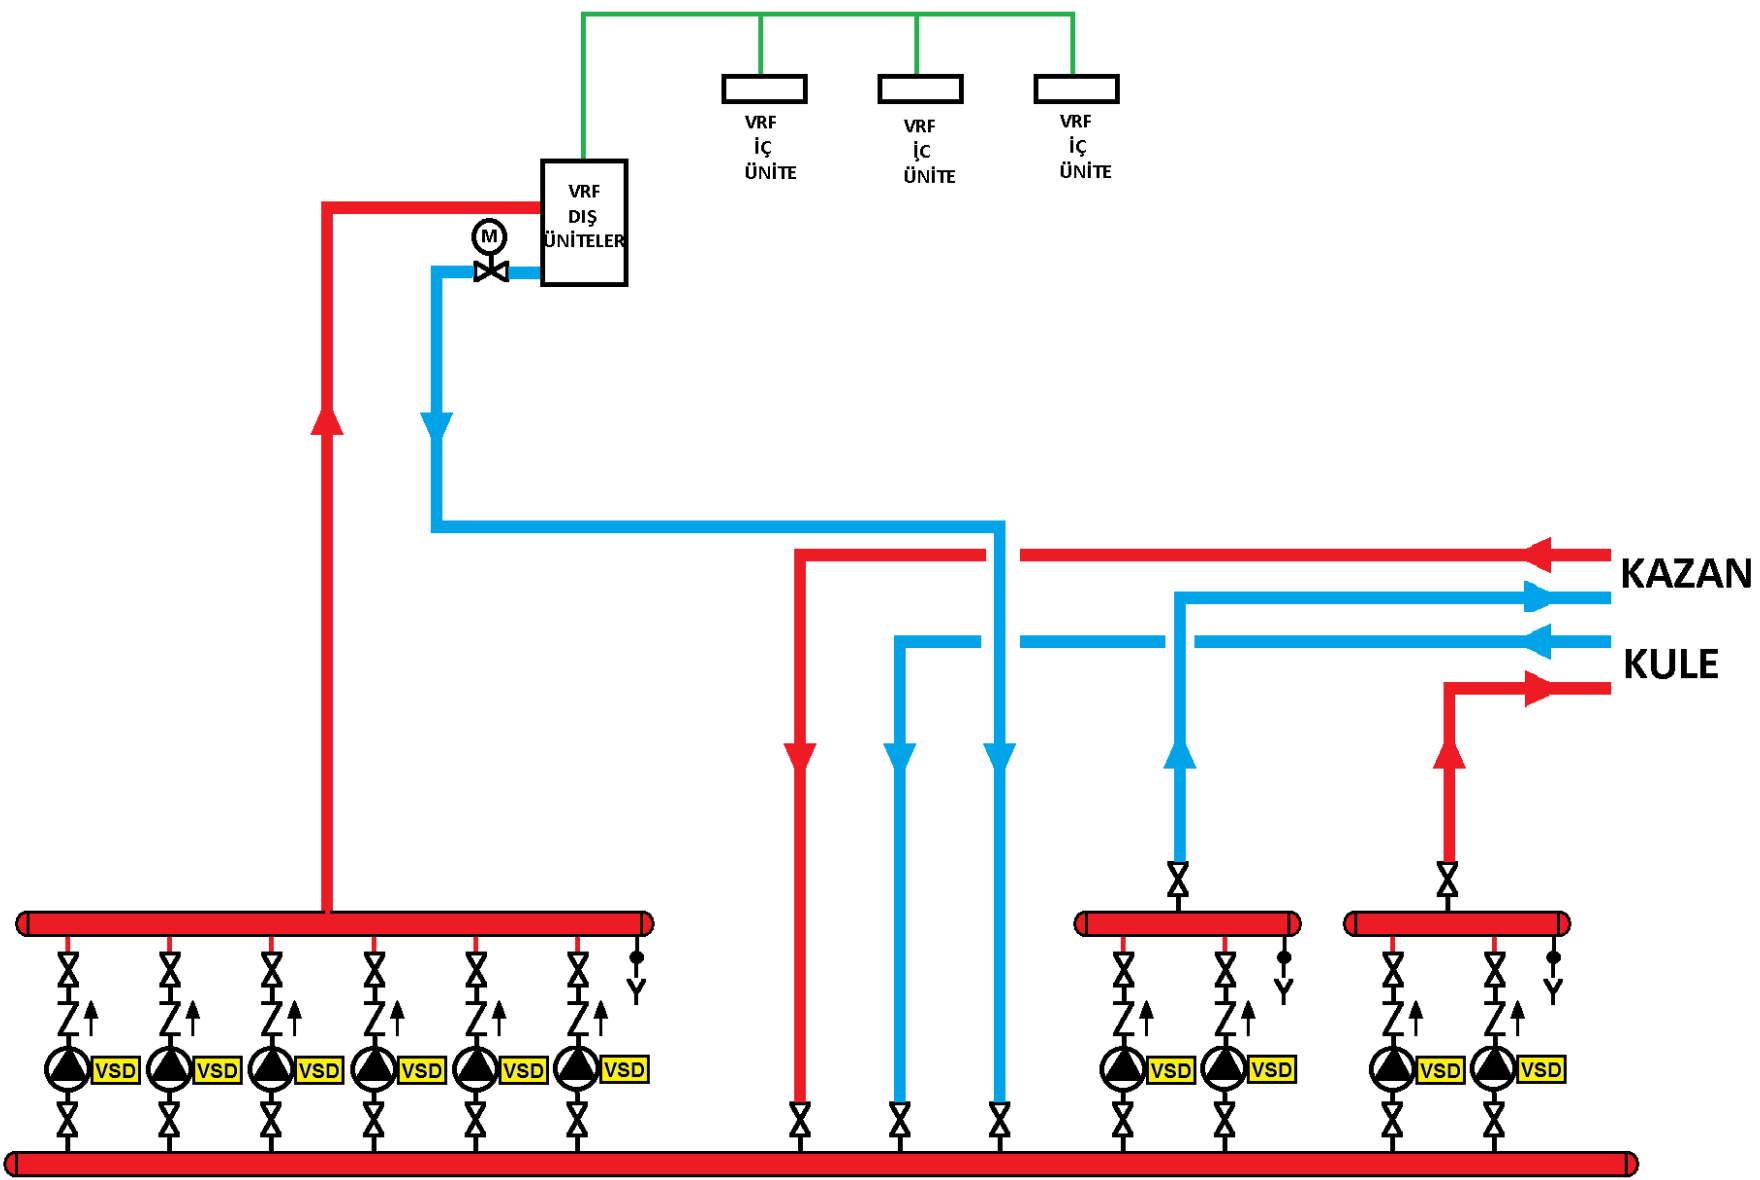 VRF
İÇ
ÜNİTE
VRF
İC
ÜNİTE
VRF
İÇ
ÜNİTE
VRF
DIŞ
ÜNİTELER
M
KAZAN
KULE
VSD
VSD
VSD
VSD
VSD
VSD
VSD
VSD
VSD
VSD